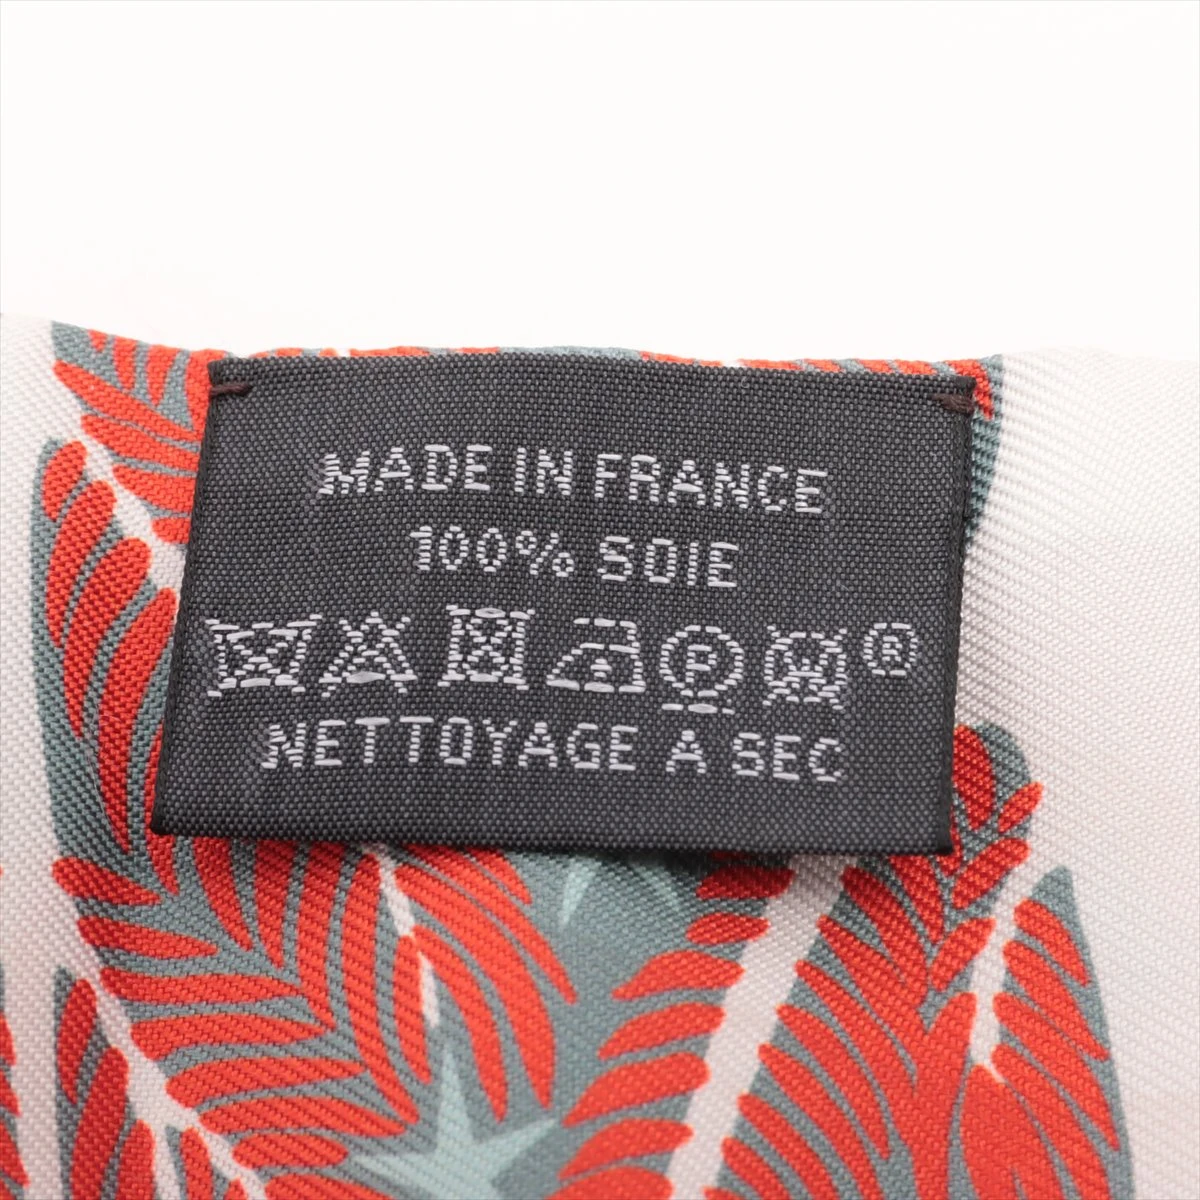 MADE IN FRANCE
100% SOIE
P ®
NETTOYAGE A SEC